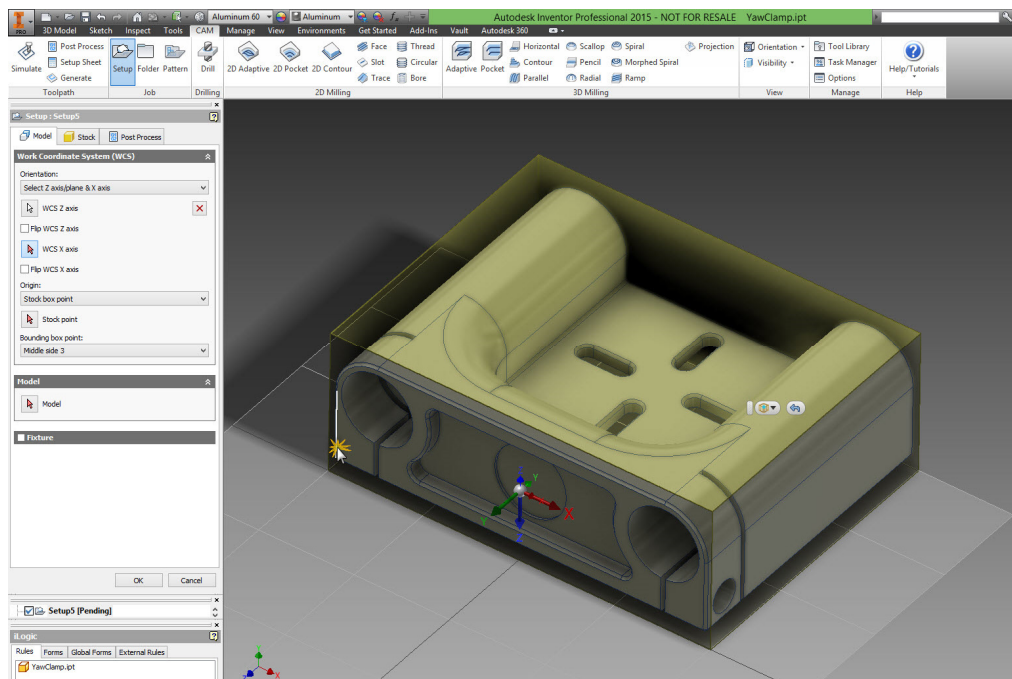 Aluminum 60 Aluminum Autodesk Inventor Professional 2015 - NOT FOR RESALE YawClamp.ipt
PRO 3D Model Sketch Inspect Tools CAM Manage View Environments Get Started Add-Ins Vault Autodesk 360
Simulate
Post Process
Setup Sheet
Generate
Toolpath
Setup Folder Pattern
Job
Drill
Drilling
2D Adaptive 2D Pocket 2D Contour
Face Thread
Slot Circular
Trace Bore
2D Milling
Adaptive Pocket
Horizontal Scallop Spiral Projection
Contour Pencil Morphed Spiral
Parallel Radial Ramp
3D Milling
Orientation
Visibility
View
Tool Library
Task Manager
Options
Manage
Help/Tutorials
Help
Setup : Setup5
Model Stock Post Process
Work Coordinate System (WCS)
Orientation:
Select Z axis/plane & X axis
WCS Z axis
Flip WCS Z axis
WCS X axis
Flip WCS X axis
Origin:
Stock box point
Stock point
Bounding box point:
Middle side 3
Model
Model
Fixture
OK Cancel
Setup5 [Pending]
iLogic
Rules Forms Global Forms External Rules
YawClamp.ipt
Y
X
Y
Z
X
Z